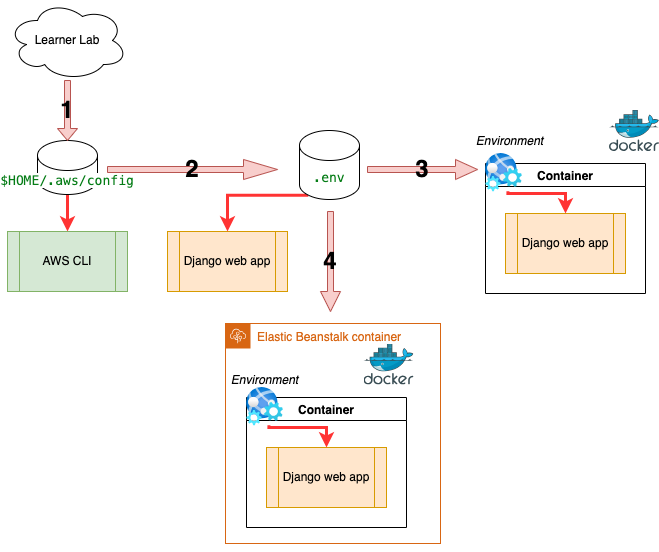 Learner Lab
1
$HOME/.aws/config
2
.env
3
Environment
docker
Container
Django web app
AWS CLI
Django web app
4
Elastic Beanstalk container
docker
Environment
Container
Django web app